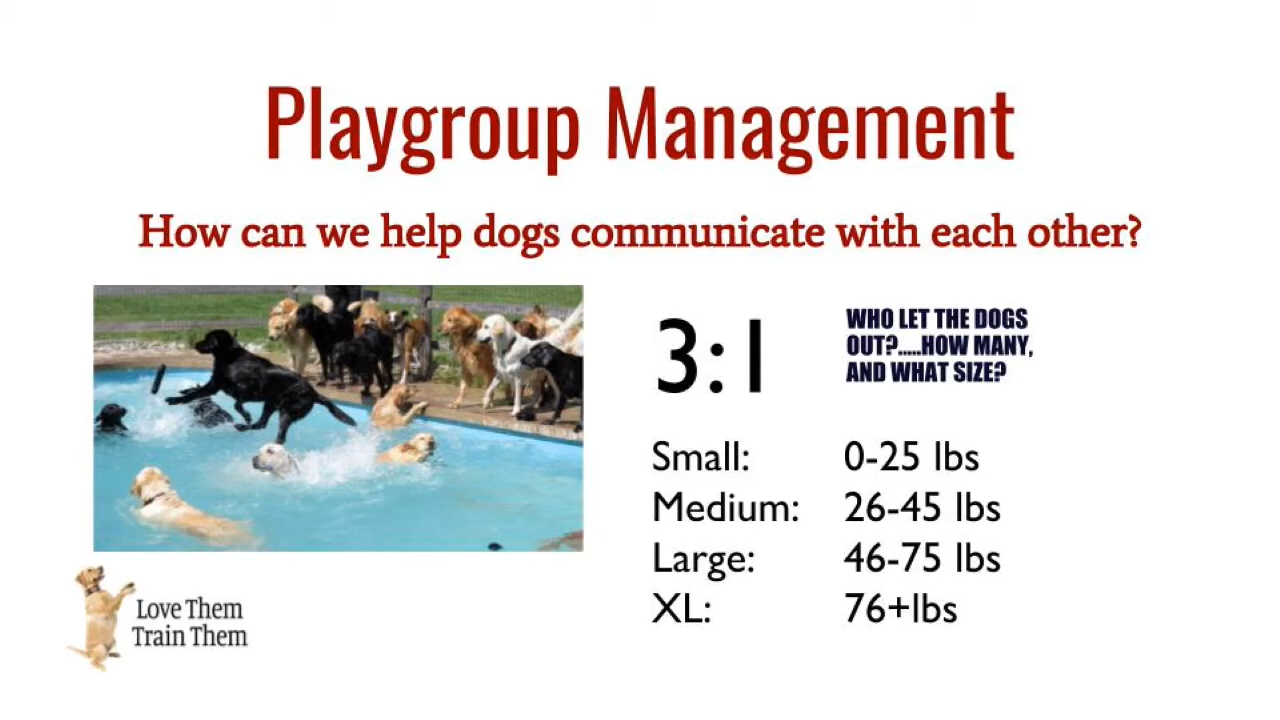 Playgroup Management
How can we help dogs communicate with each other?
3:1
WHO LET THE DOGS
OUT?.....HOW MANY,
AND WHAT SIZE?
Small: 0-25 lbs
Medium: 26-45 lbs
Large: 46-75 lbs
XL: 76+lbs
Love Them
Train Them